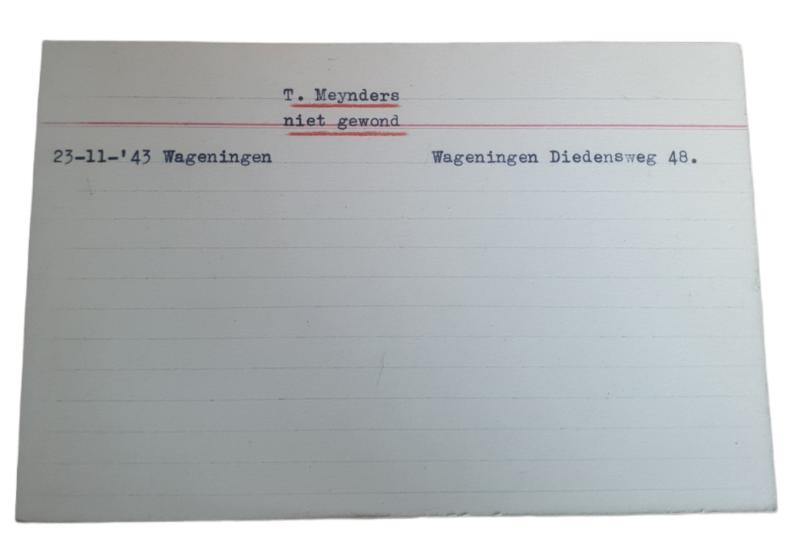 T. Meynders
niet gewond
23-11-'43 Wageningen Wageningen Diedensweg 48.